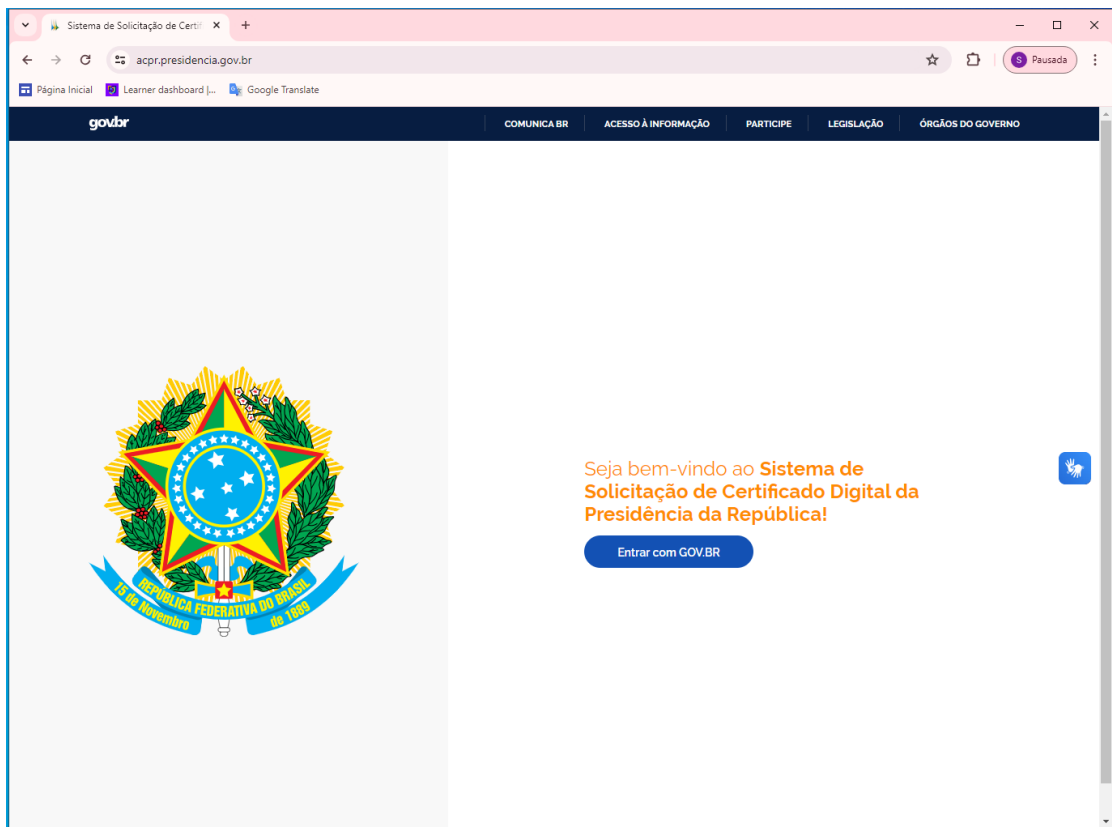 Sistema de Solicitação de Certif
acpr.presidencia.gov.br
S Pausada
Página Inicial Learner dashboard |... Google Translate
gov.br COMUNICA BR ACESSO À INFORMAÇÃO PARTICIPE LEGISLAÇÃO ÓRGÃOS DO GOVERNO
Seja bem-vindo ao Sistema de
Solicitação de Certificado Digital da
Presidência da República!
Entrar com GOV.BR
REPÚBLICA FEDERATIVA DO BRASIL
15 de Novembro
de 1889